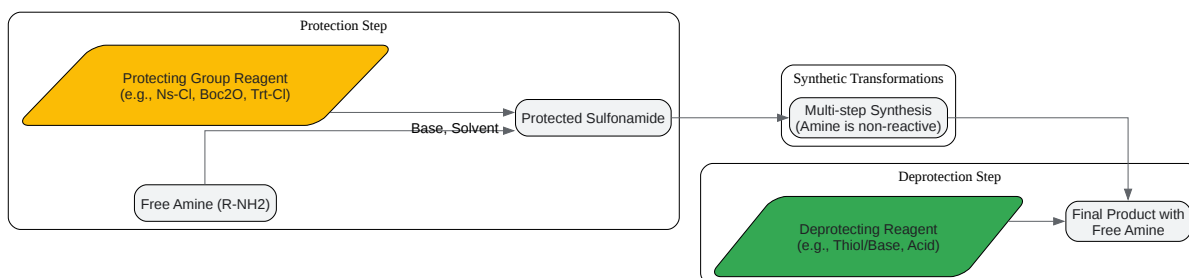 Protection Step
Protecting Group Reagent
(e.g., Ns-Cl, Boc2O, Trt-Cl)
Base, Solvent
Protected Sulfonamide
Free Amine (R-NH2)
Synthetic Transformations
Multi-step Synthesis
(Amine is non-reactive)
Deprotection Step
Deprotecting Reagent
(e.g., Thiol/Base, Acid)
Final Product with
Free Amine